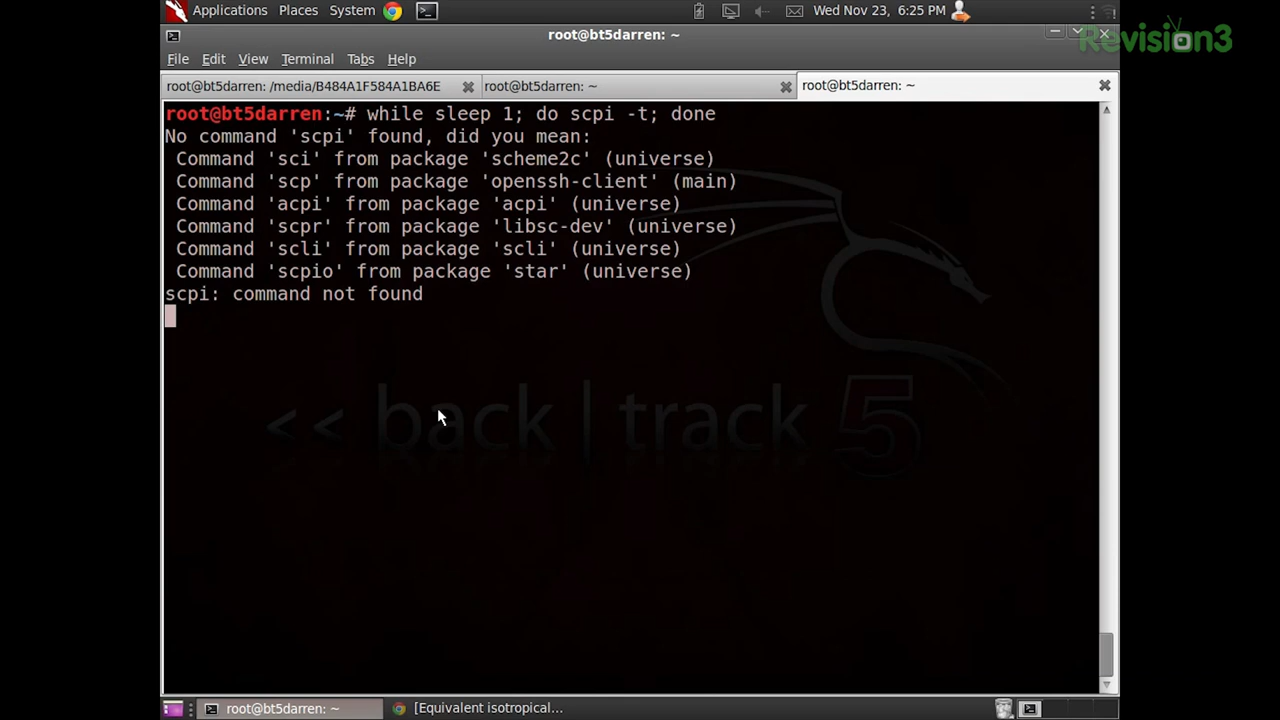 Applications Places System
Wed Nov 23, 6:25 PM
Revision3
root@bt5darren: ~
File Edit View Terminal Tabs Help
root@bt5darren: /media/B484A1F584A1BA6E
root@bt5darren: ~
root@bt5darren: ~
root@bt5darren:~# while sleep 1; do scpi -t; done
No command 'scpi' found, did you mean:
Command 'sci' from package 'scheme2c' (universe)
Command 'scp' from package 'openssh-client' (main)
Command 'acpi' from package 'acpi' (universe)
Command 'scpr' from package 'libsc-dev' (universe)
Command 'scli' from package 'scli' (universe)
Command 'scpio' from package 'star' (universe)
scpi: command not found
<< back | track 5
root@bt5darren: ~
[Equivalent isotropical...